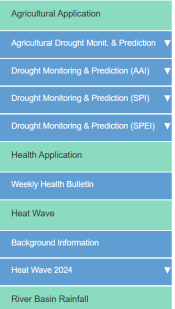 Agricultural Application
Agricultural Drought Monit. & Prediction
Drought Monitoring & Prediction (AAI)
Drought Monitoring & Prediction (SPI)
Drought Monitoring & Prediction (SPEI)
Health Application
Weekly Health Bulletin
Heat Wave
Background Information
Heat Wave 2024
River Basin Rainfall